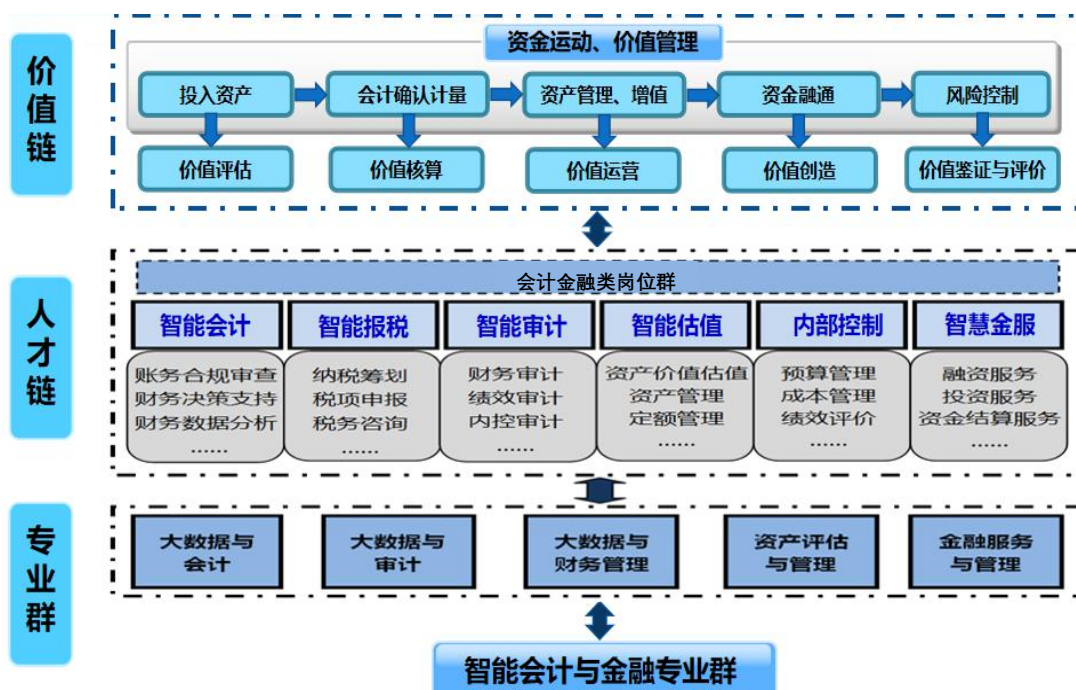 价值链
资金运动、价值管理
投入资产
会计确认计量
资产管理、增值
资金融通
风险控制
价值评估
价值核算
价值运营
价值创造
价值鉴证与评价
人才链
会计金融类岗位群
智能会计
智能报税
智能审计
智能估值
内部控制
智慧金服
账务合规审查
财务决策支持
财务数据分析
......
纳税筹划
税项申报
税务咨询
......
财务审计
绩效审计
内控审计
......
资产价值估值
资产管理
定额管理
......
预算管理
成本管理
绩效评价
......
融资服务
投资服务
资金结算服务
......
专业群
大数据与
会计
大数据与
审计
大数据与
财务管理
资产评估
与管理
金融服务
与管理
智能会计与金融专业群